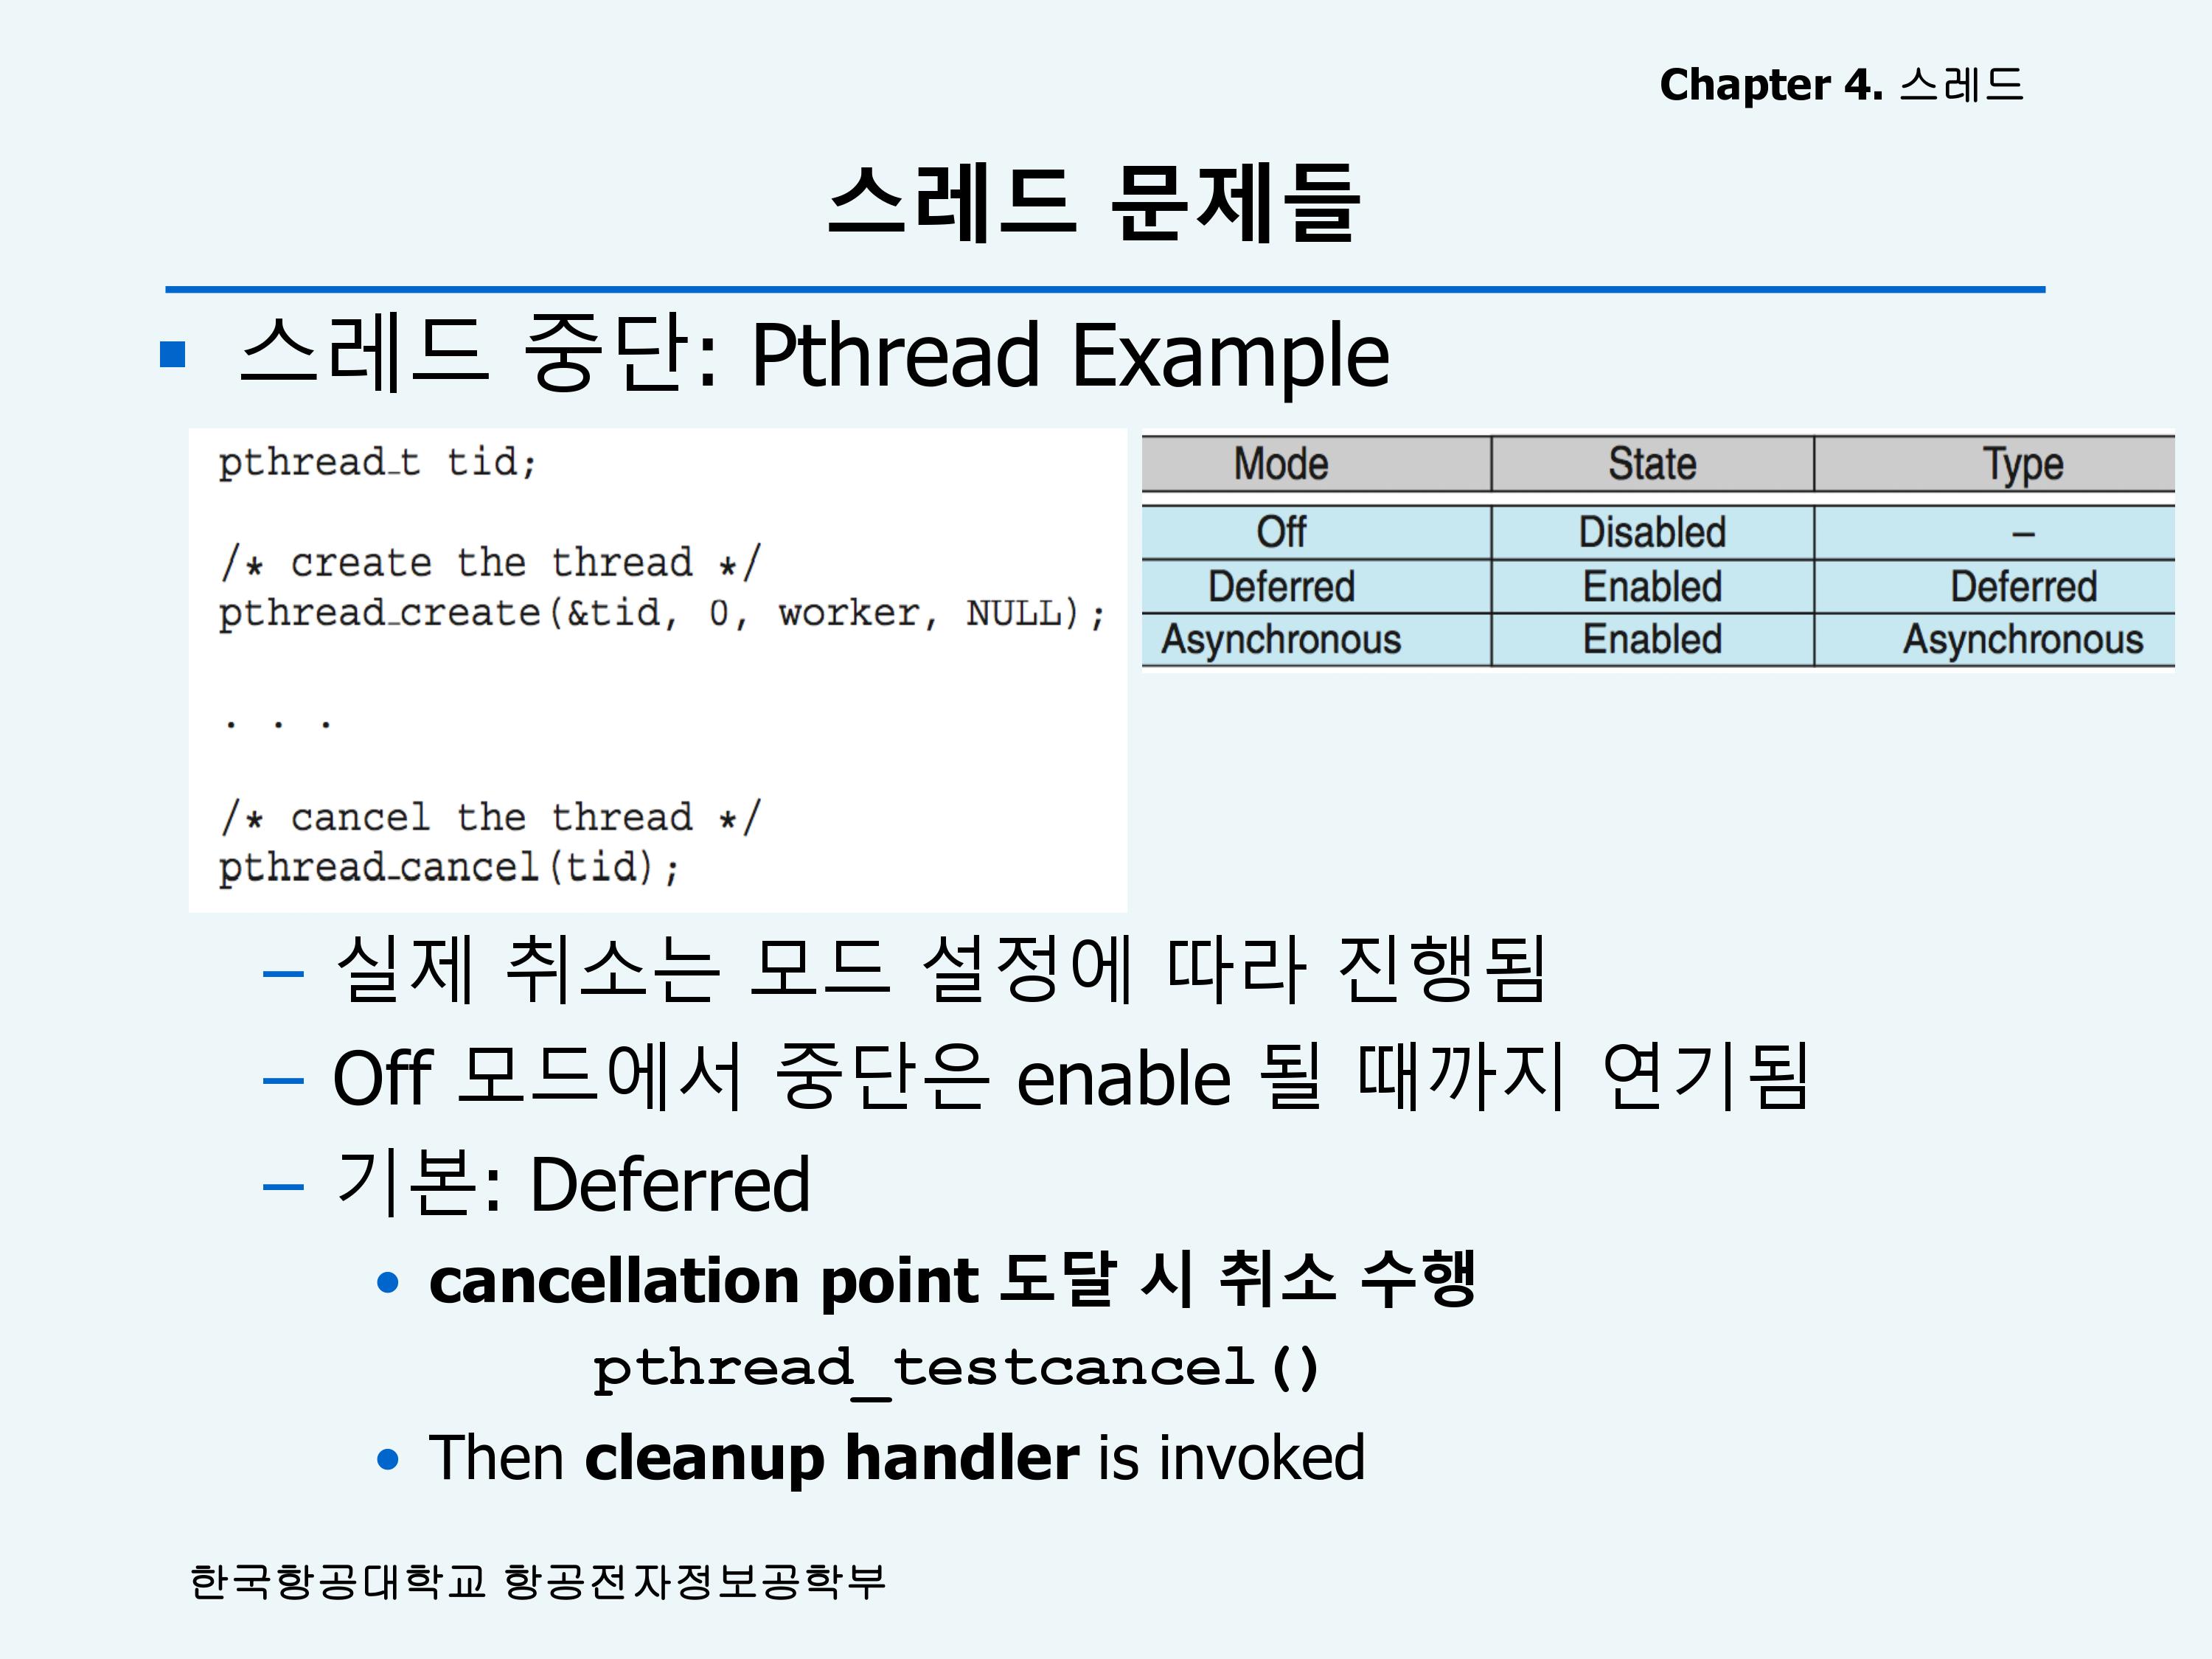 Chapter 4. 스레드
스레드 문제들
스레드 중단: Pthread Example
pthread_t tid;
/* create the thread */
pthread_create(&tid, 0, worker, NULL);
. . .
/* cancel the thread */
pthread_cancel(tid);
Mode State Type
Off Disabled –
Deferred Enabled Deferred
Asynchronous Enabled Asynchronous
– 실제 취소는 모드 설정에 따라 진행됨
– Off 모드에서 중단은 enable 될 때까지 연기됨
– 기본: Deferred
• cancellation point 도달 시 취소 수행
pthread_testcancel()
• Then cleanup handler is invoked
한국항공대학교 항공전자정보공학부